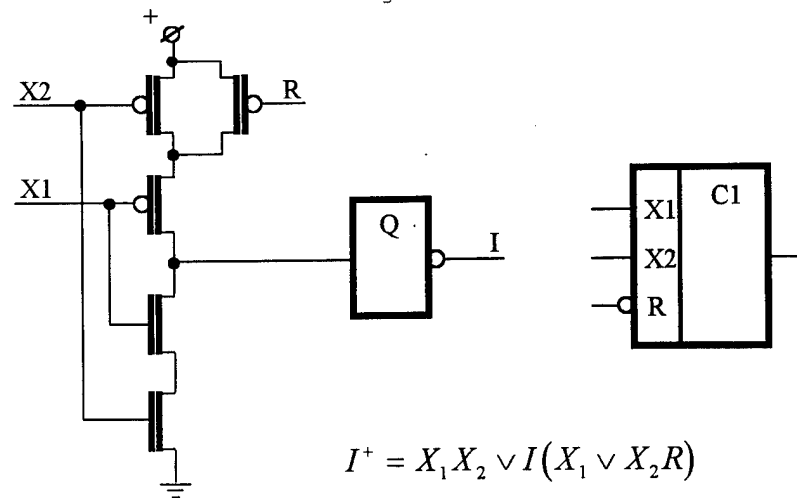 +
X2
R
X1
Q
I
C1
X1
X2
R
I⁺ = X₁X₂ ∨ I(X₁ ∨ X₂R)